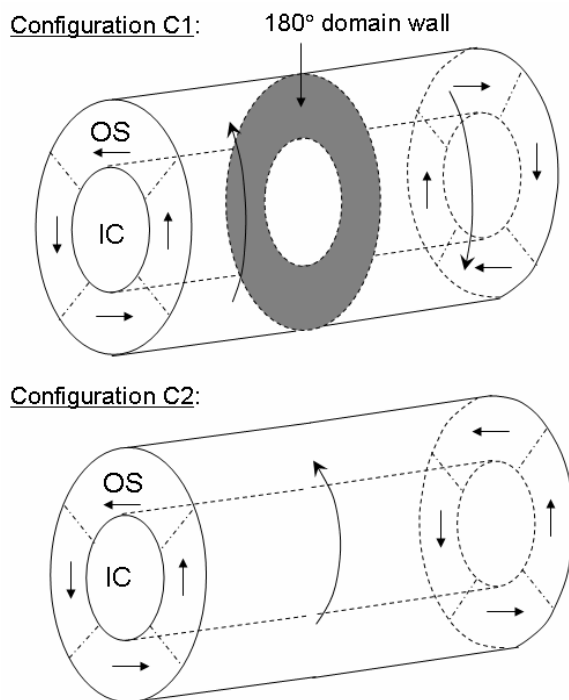 Configuration C1:
180° domain wall
OS
IC
Configuration C2:
OS
IC